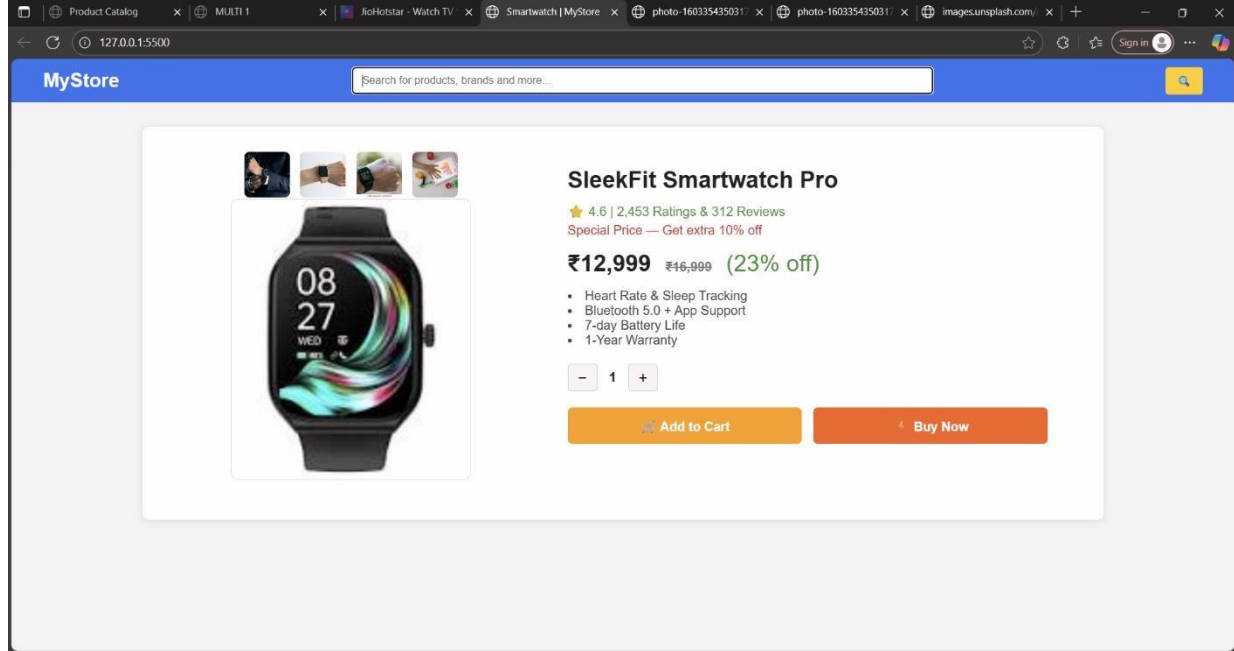 Product Catalog
MULTI 1
JioHotstar - Watch TV
Smartwatch | MyStore
photo-1603354350317
photo-1603354350317
images.unsplash.com/
127.0.0.1:5500
Sign in
MyStore
Search for products, brands and more...
SleekFit Smartwatch Pro
4.6 | 2,453 Ratings & 312 Reviews
Special Price — Get extra 10% off
₹12,999 ₹16,999 (23% off)
• Heart Rate & Sleep Tracking
• Bluetooth 5.0 + App Support
• 7-day Battery Life
• 1-Year Warranty
− 1 +
Add to Cart
Buy Now
08
27
WED